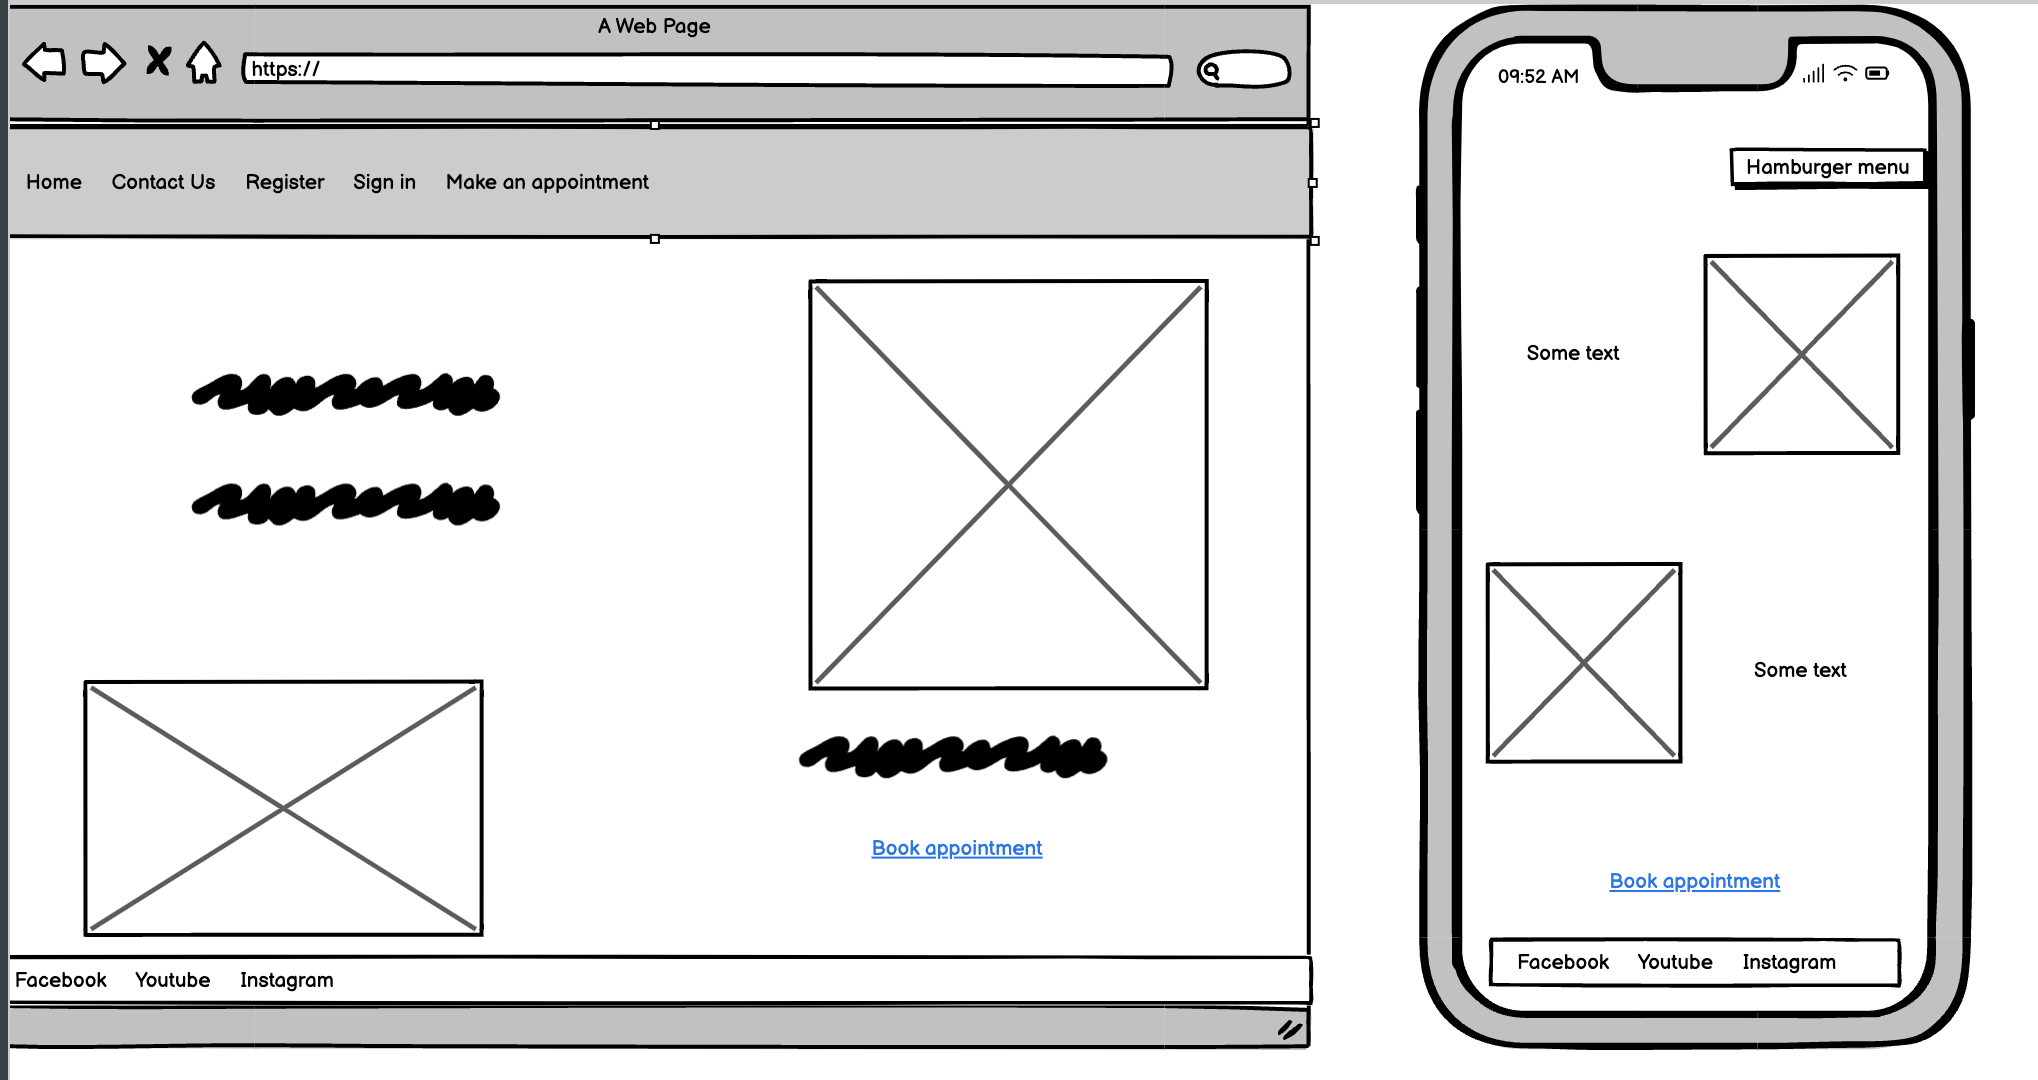 A Web Page
https://
Home Contact Us Register Sign in Make an appointment
Book appointment
Facebook Youtube Instagram
09:52 AM
Hamburger menu
Some text
Some text
Book appointment
Facebook Youtube Instagram